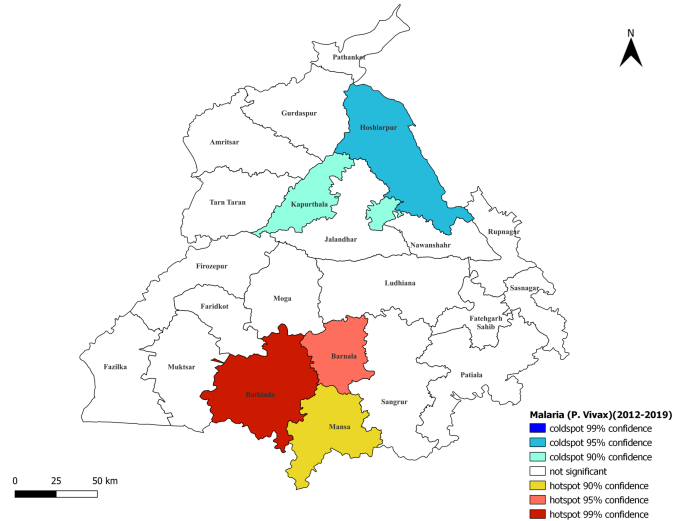 N
Pathankot
Gurdaspur
Hoshiarpur
Amritsar
Tarn Taran
Kapurthala
Rupnagar
Jalandhar
Nawanshahr
Firozepur
Ludhiana
Sasnagar
Moga
Faridkot
Fatehgarh
Sahib
Barnala
Fazilka
Muktsar
Patiala
Bathinda
Sangrur
Mansa
Malaria (P. Vivax)(2012-2019)
coldspot 99% confidence
coldspot 95% confidence
coldspot 90% confidence
not significant
hotspot 90% confidence
hotspot 95% confidence
hotspot 99% confidence
0 25 50 km